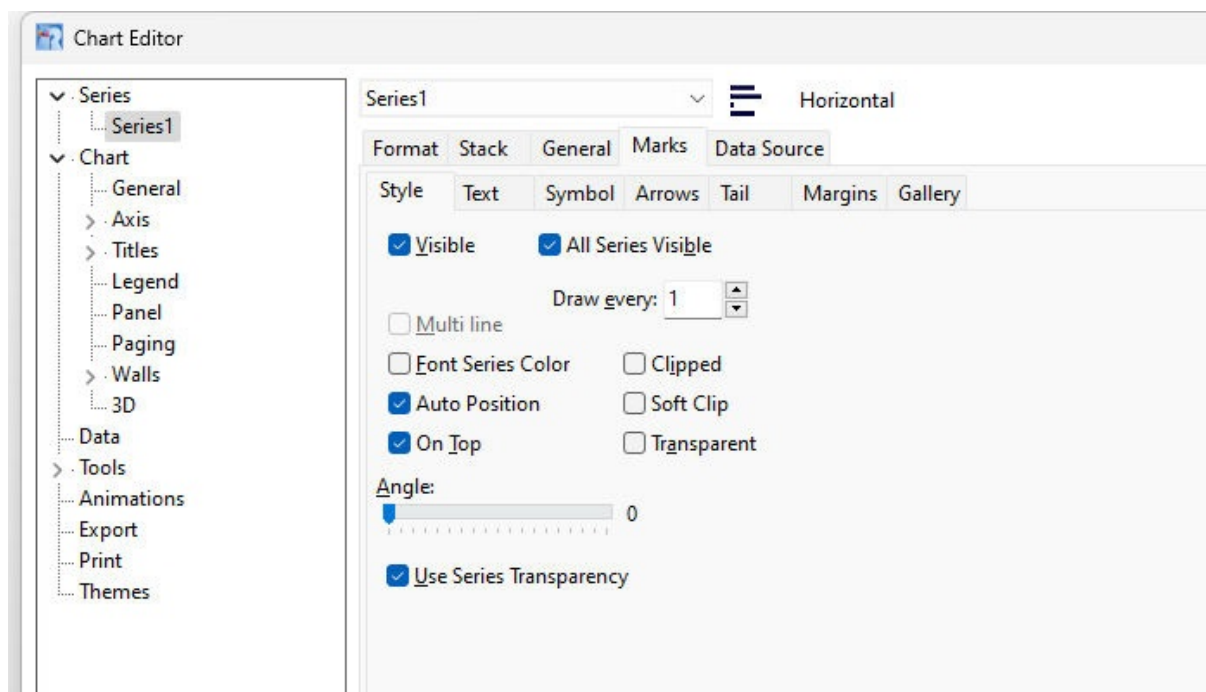 Chart Editor
Series
Series1
Chart
General
Axis
Titles
Legend
Panel
Paging
Walls
3D
Data
Tools
Animations
Export
Print
Themes
Series1
Horizontal
Format Stack General Marks Data Source
Style Text Symbol Arrows Tail Margins Gallery
Visible All Series Visible
Draw every: 1
Multi line
Font Series Color Clipped
Auto Position Soft Clip
On Top Transparent
Angle:
0
Use Series Transparency